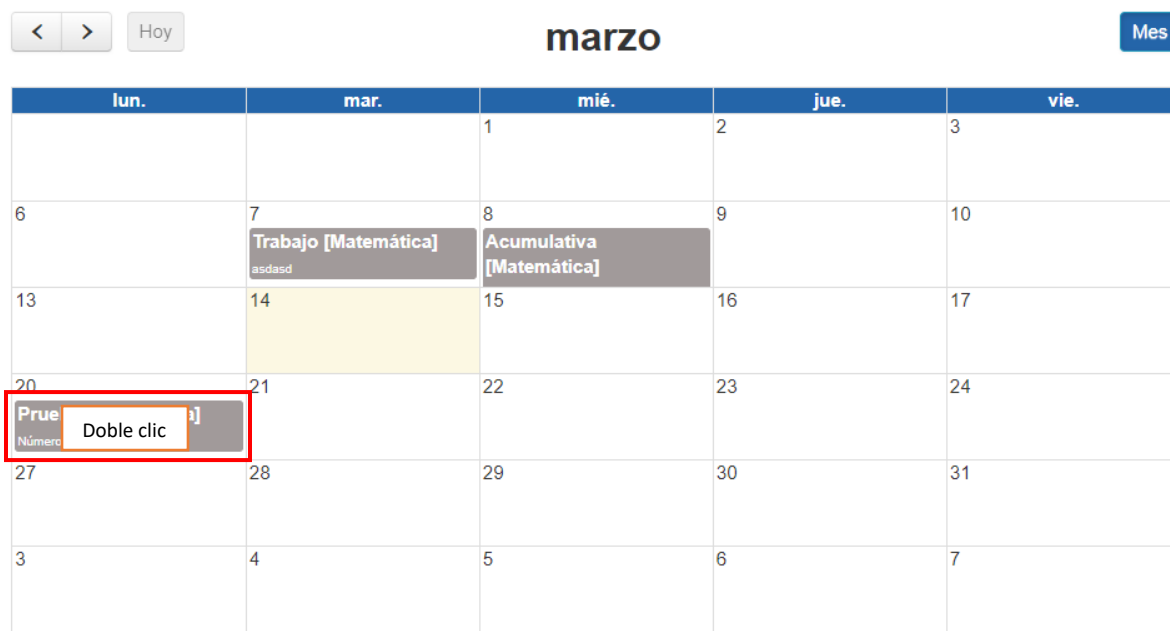 < > Hoy marzo Mes
lun. mar. mié. jue. vie.
1 2 3
6 7 8 9 10
Trabajo [Matemática] Acumulativa
asdasd [Matemática]
13 14 15 16 17
20 21 22 23 24
Doble clic
27 28 29 30 31
3 4 5 6 7